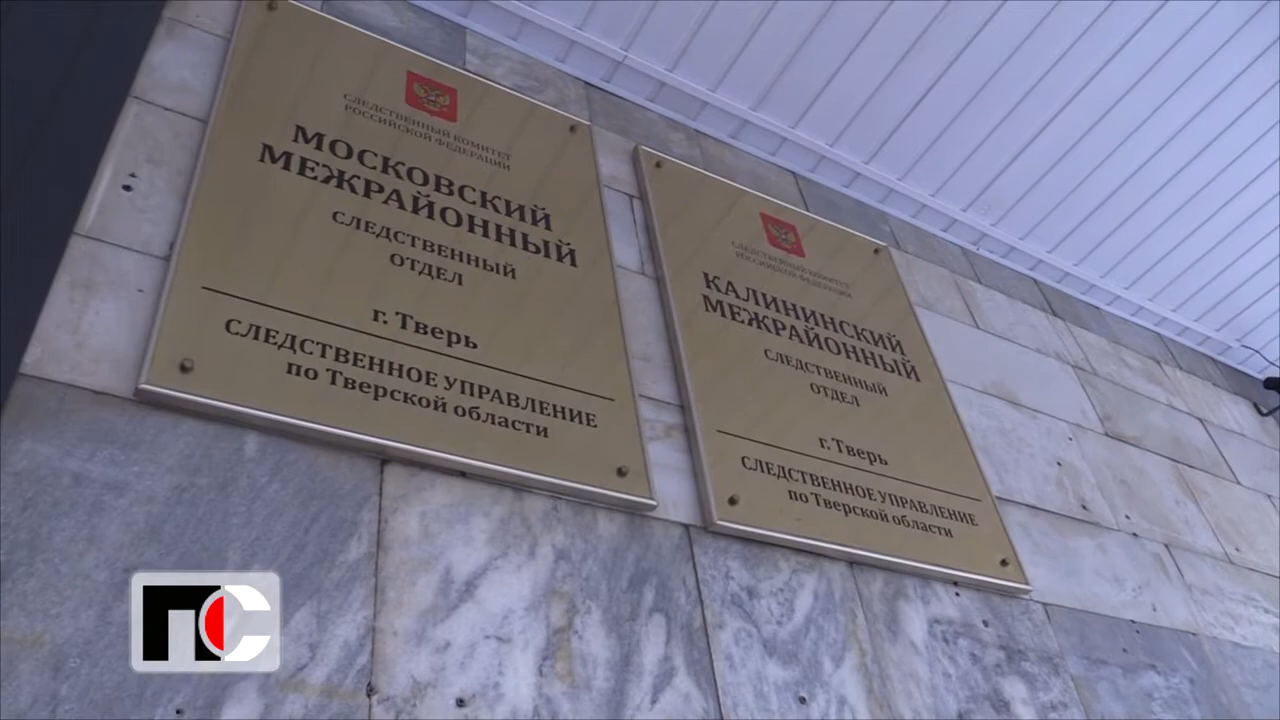 СЛЕДСТВЕННЫЙ КОМИТЕТ
РОССИЙСКОЙ ФЕДЕРАЦИИ
МОСКОВСКИЙ
МЕЖРАЙОННЫЙ
СЛЕДСТВЕННЫЙ
ОТДЕЛ
г. Тверь
СЛЕДСТВЕННОЕ УПРАВЛЕНИЕ
по Тверской области
СЛЕДСТВЕННЫЙ КОМИТЕТ
РОССИЙСКОЙ ФЕДЕРАЦИИ
КАЛИНИНСКИЙ
МЕЖРАЙОННЫЙ
СЛЕДСТВЕННЫЙ
ОТДЕЛ
г. Тверь
СЛЕДСТВЕННОЕ УПРАВЛЕНИЕ
по Тверской области
ПС